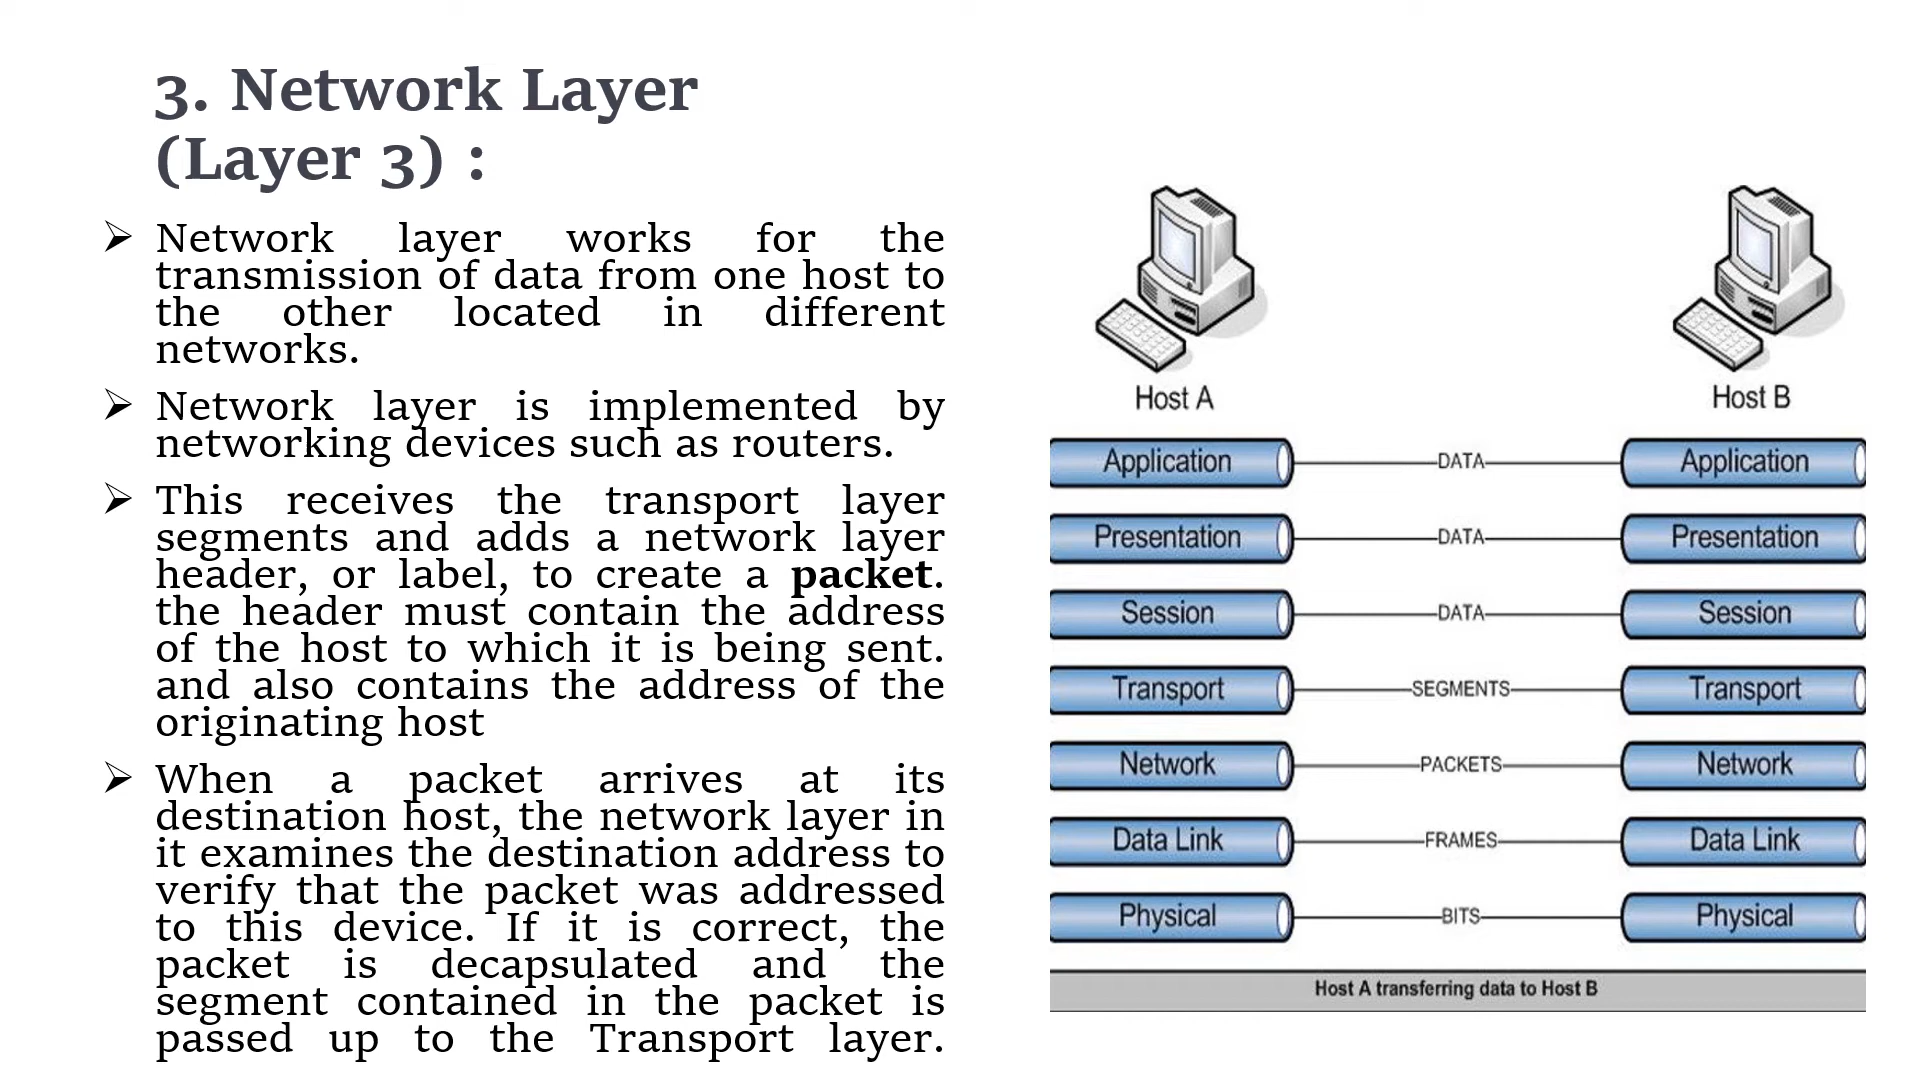 3. Network Layer
(Layer 3) :
➢ Network layer works for the
transmission of data from one host to
the other located in different
networks.
➢ Network layer is implemented by
networking devices such as routers.
➢ This receives the transport layer
segments and adds a network layer
header, or label, to create a packet.
the header must contain the address
of the host to which it is being sent.
and also contains the address of the
originating host
➢ When a packet arrives at its
destination host, the network layer in
it examines the destination address to
verify that the packet was addressed
to this device. If it is correct, the
packet is decapsulated and the
segment contained in the packet is
passed up to the Transport layer.
Host A Host B
Application DATA Application
Presentation DATA Presentation
Session DATA Session
Transport SEGMENTS Transport
Network PACKETS Network
Data Link FRAMES Data Link
Physical BITS Physical
Host A transferring data to Host B